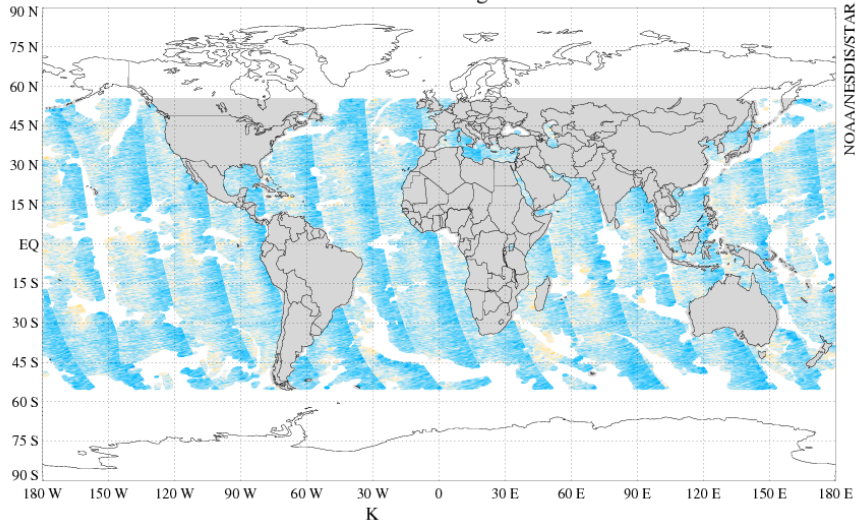 90 N
75 N
60 N
45 N
30 N
15 N
EQ
15 S
30 S
45 S
60 S
75 S
90 S
180 W 150 W 120 W 90 W 60 W 30 W 0 30 E 60 E 90 E 120 E 150 E 180 E
K
NOAA/NESDIS/STAR